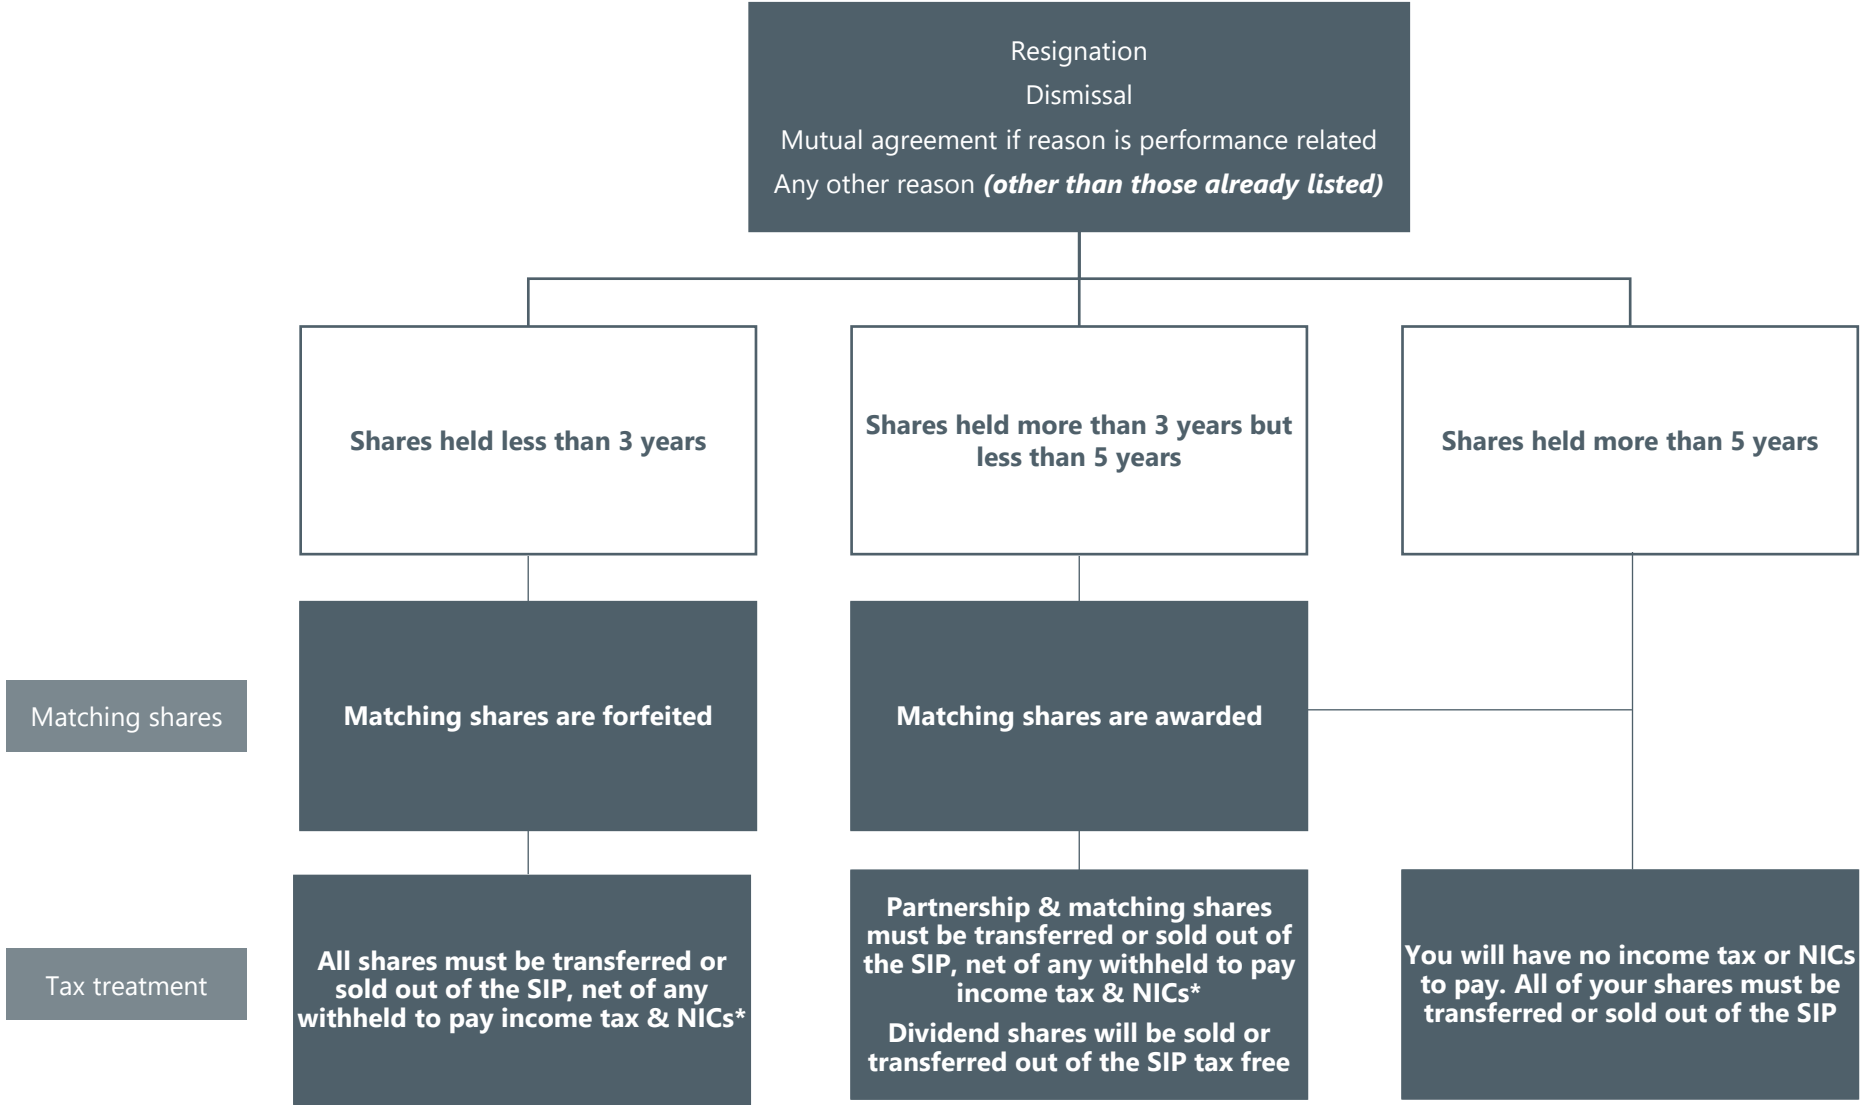 Resignation
Dismissal
Mutual agreement if reason is performance related
Any other reason (other than those already listed)
Shares held less than 3 years
Shares held more than 3 years but
less than 5 years
Shares held more than 5 years
Matching shares
Matching shares are forfeited
Matching shares are awarded
Tax treatment
All shares must be transferred or
sold out of the SIP, net of any
withheld to pay income tax & NICs*
Partnership & matching shares
must be transferred or sold out of
the SIP, net of any withheld to pay
income tax & NICs*
Dividend shares will be sold or
transferred out of the SIP tax free
You will have no income tax or NICs
to pay. All of your shares must be
transferred or sold out of the SIP